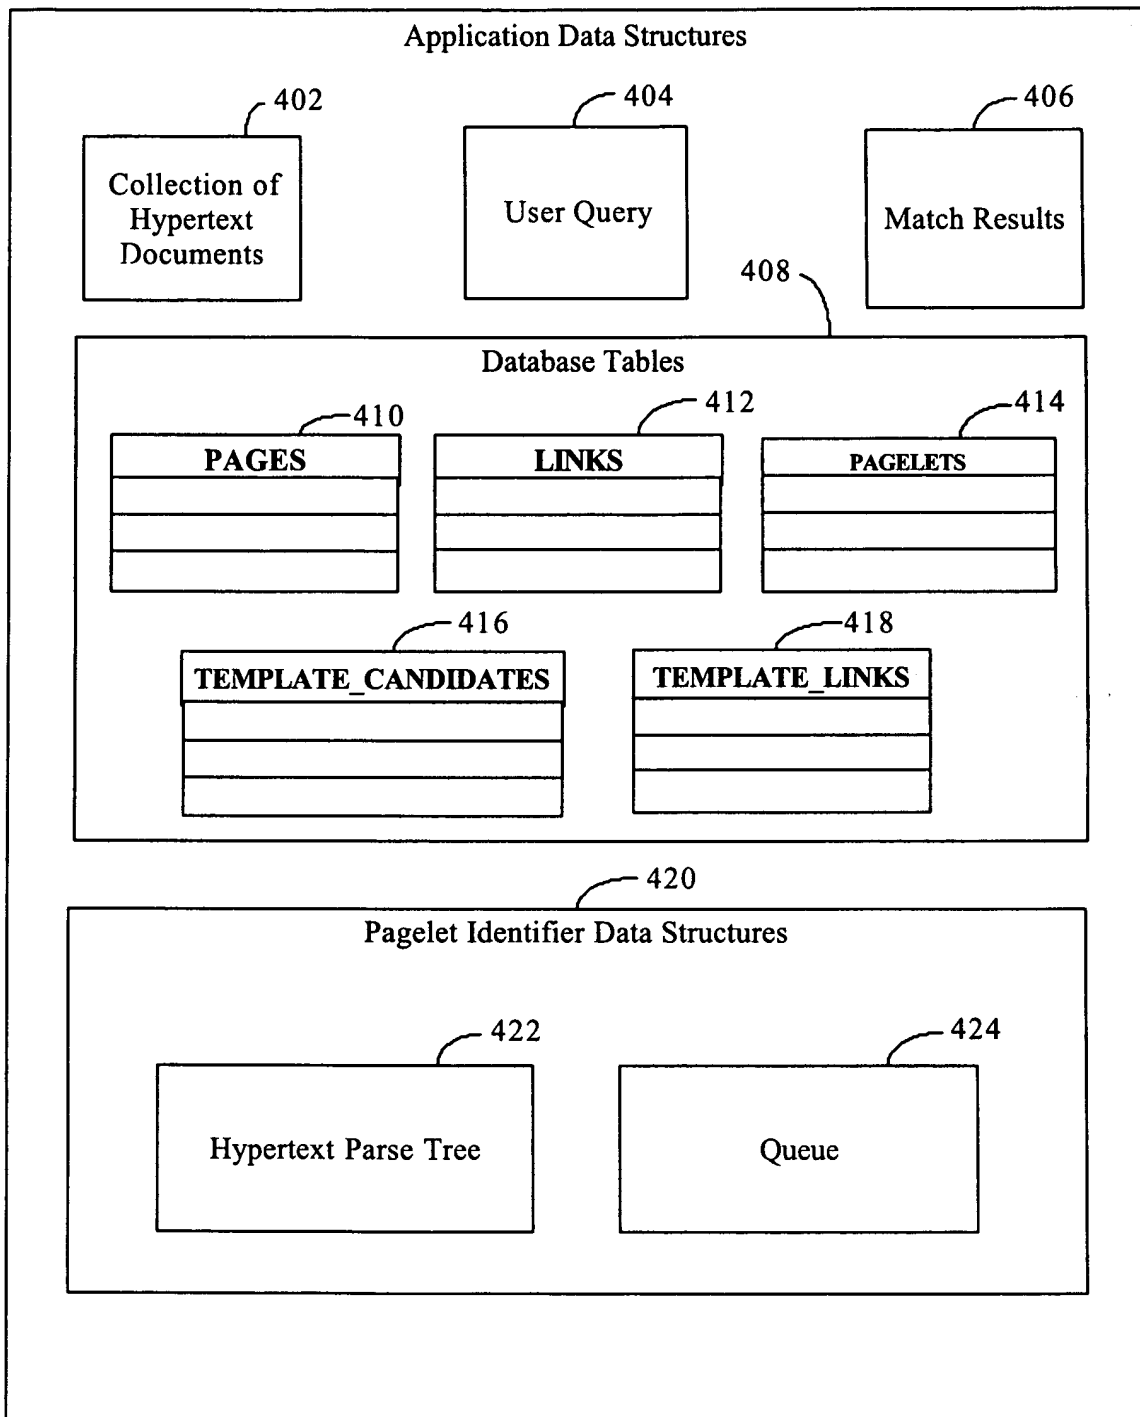 Application Data Structures
402
404
406
Collection of
Hypertext
Documents
User Query
Match Results
408
Database Tables
410
412
414
PAGES
LINKS
PAGELETS
416
418
TEMPLATE_CANDIDATES
TEMPLATE_LINKS
420
Pagelet Identifier Data Structures
422
424
Hypertext Parse Tree
Queue